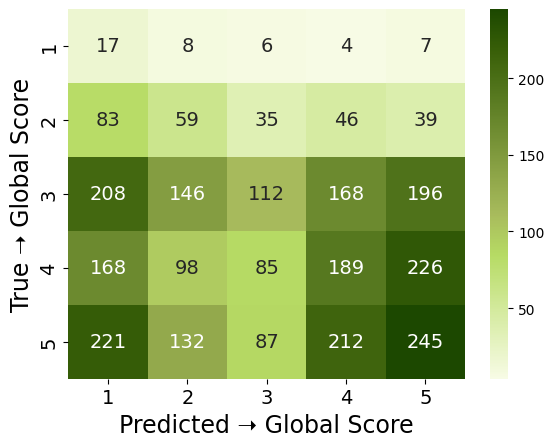 1 17 8 6 4 7
2 83 59 35 46 39
3 208 146 112 168 196
4 168 98 85 189 226
5 221 132 87 212 245
1 2 3 4 5
True → Global Score
Predicted → Global Score
200
150
100
50